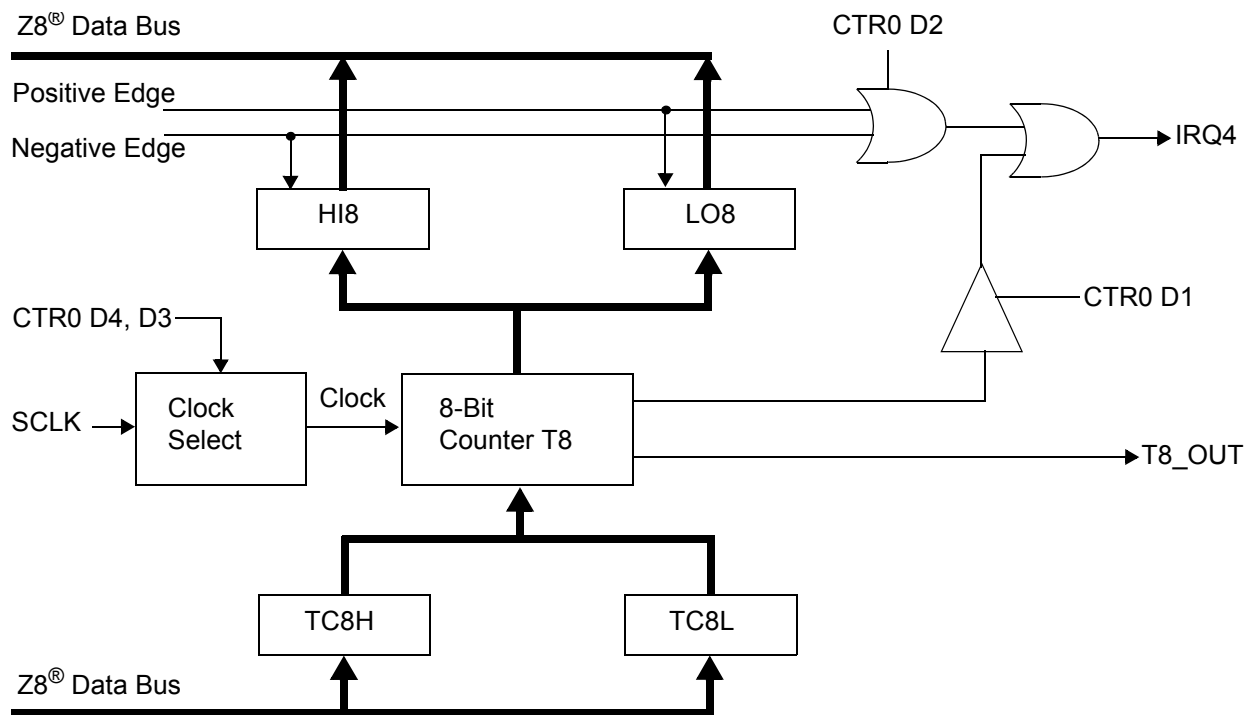 Z8® Data Bus
CTR0 D2
Positive Edge
Negative Edge
IRQ4
HI8
LO8
CTR0 D1
CTR0 D4, D3
SCLK
Clock
Select
Clock
8-Bit
Counter T8
T8_OUT
TC8H
TC8L
Z8® Data Bus